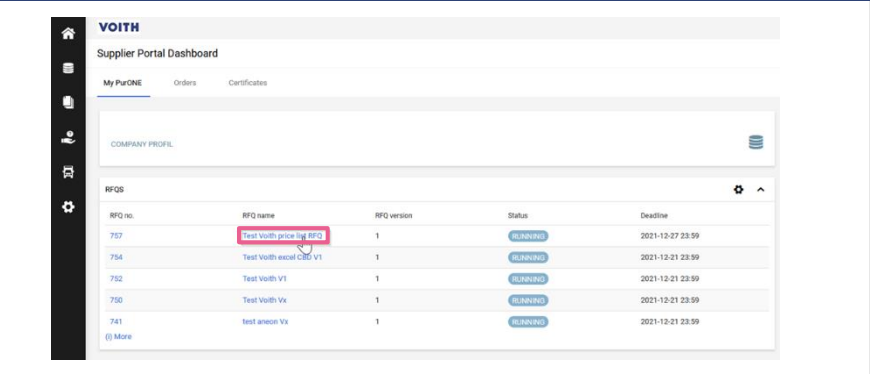 VOITH
Supplier Portal Dashboard
My PurONE Orders Certificates
COMPANY PROFIL
RFQS
RFQ no. RFQ name RFQ version Status Deadline
757 Test Voith price list RFQ 1 RUNNING 2021-12-27 23:59
754 Test Voith excel CBD V1 1 RUNNING 2021-12-21 23:59
752 Test Voith V1 1 RUNNING 2021-12-21 23:59
750 Test Voith Vx 1 RUNNING 2021-12-21 23:59
741 test aneon Vx 1 RUNNING 2021-12-21 23:59
(i) More